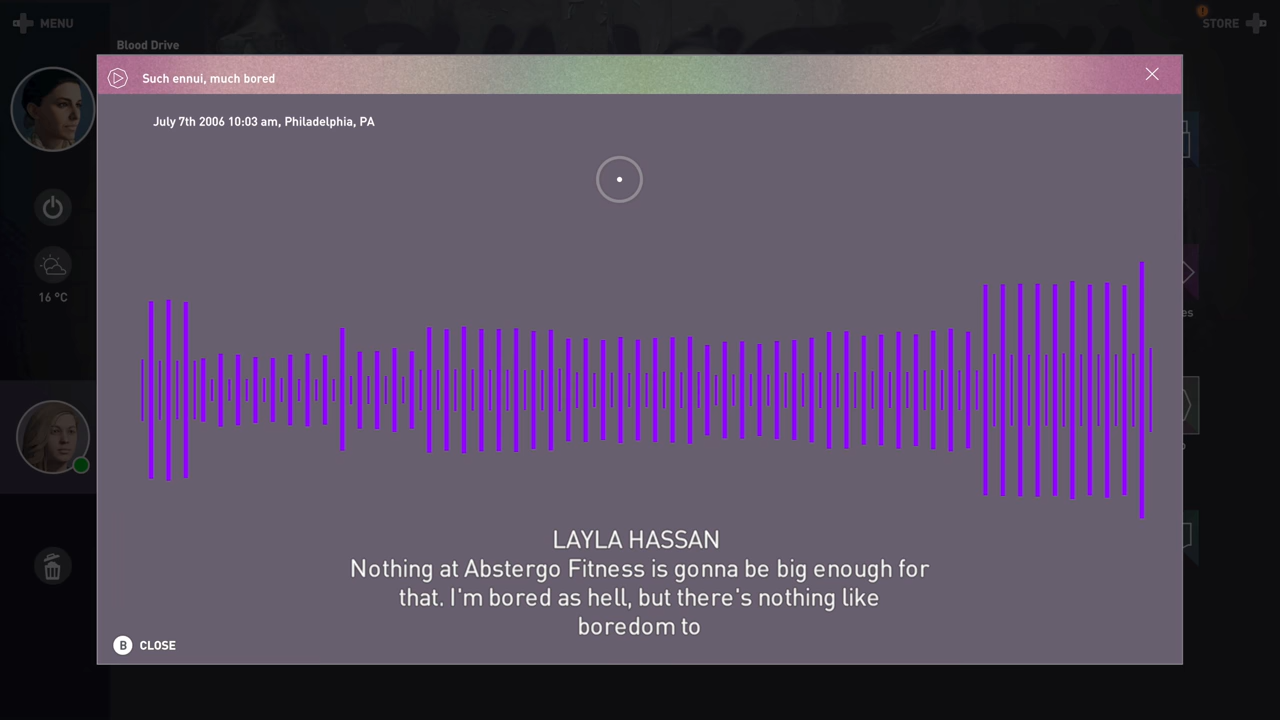 MENU
STORE
Blood Drive
Such ennui, much bored
July 7th 2006 10:03 am, Philadelphia, PA
16 °C
es
LAYLA HASSAN
Nothing at Abstergo Fitness is gonna be big enough for
that. I'm bored as hell, but there's nothing like
boredom to
B CLOSE